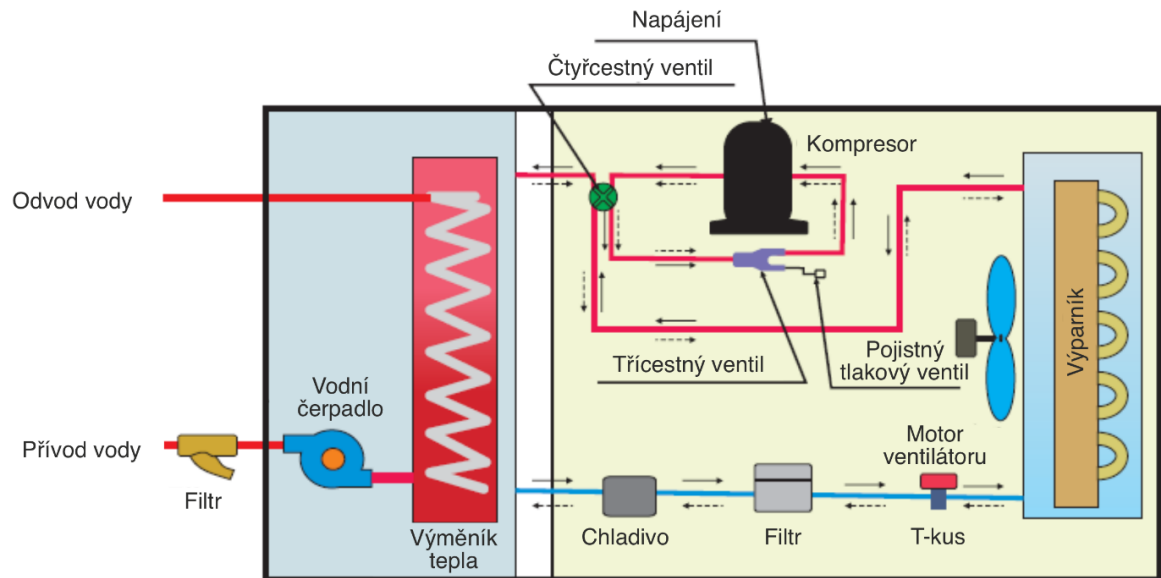 Napájení
Čtyřcestný ventil
Kompresor
Odvod vody
Výparník
Třícestný ventil
Pojistný
tlakový ventil
Vodní
čerpadlo
Přívod vody
Filtr
Motor
ventilátoru
Výměník
tepla
Chladivo
Filtr
T-kus